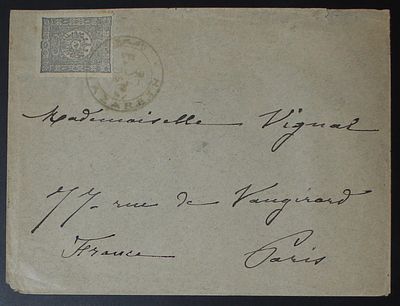 Mademoiselle Vignal
77 rue de Vaugirard
France Paris